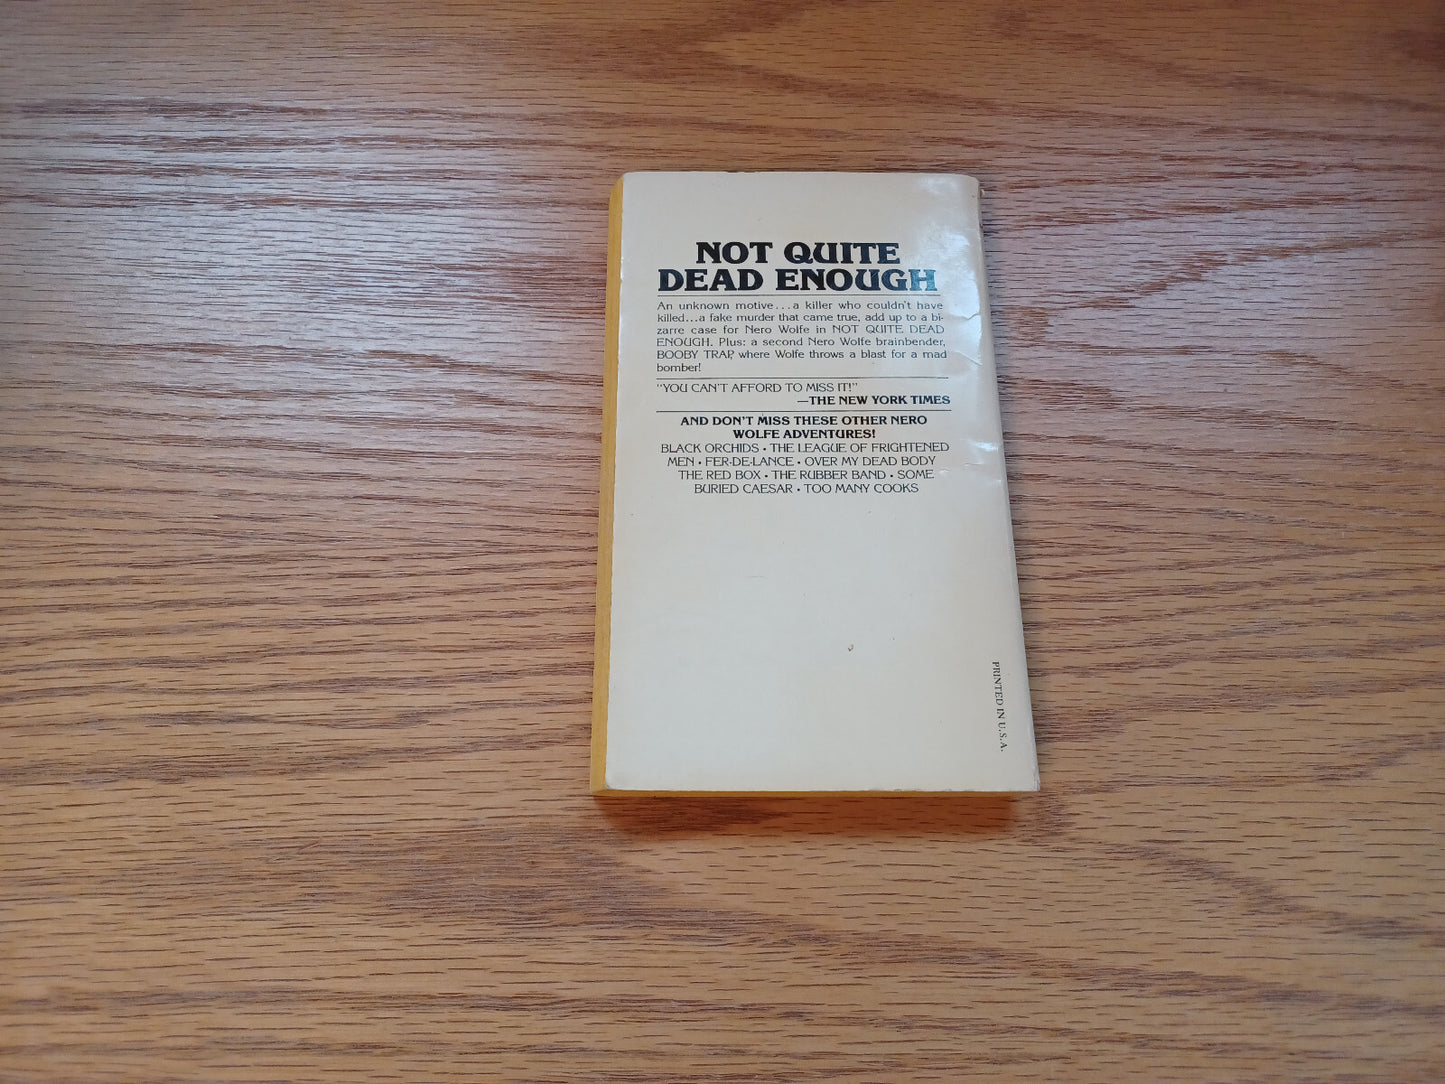 NOT QUITE
DEAD ENOUGH
An unknown motive...a killer who couldn't have
killed...a fake murder that came true, add up to a bi-
zarre case for Nero Wolfe in NOT QUITE DEAD
ENOUGH. Plus: a second Nero Wolfe brainbender,
BOOBY TRAP, where Wolfe throws a blast for a mad
bomber!
"YOU CAN'T AFFORD TO MISS IT!"
—THE NEW YORK TIMES
AND DON'T MISS THESE OTHER NERO
WOLFE ADVENTURES!
BLACK ORCHIDS • THE LEAGUE OF FRIGHTENED
MEN • FER-DE-LANCE • OVER MY DEAD BODY
THE RED BOX • THE RUBBER BAND • SOME
BURIED CAESAR • TOO MANY COOKS
PRINTED IN U.S.A.